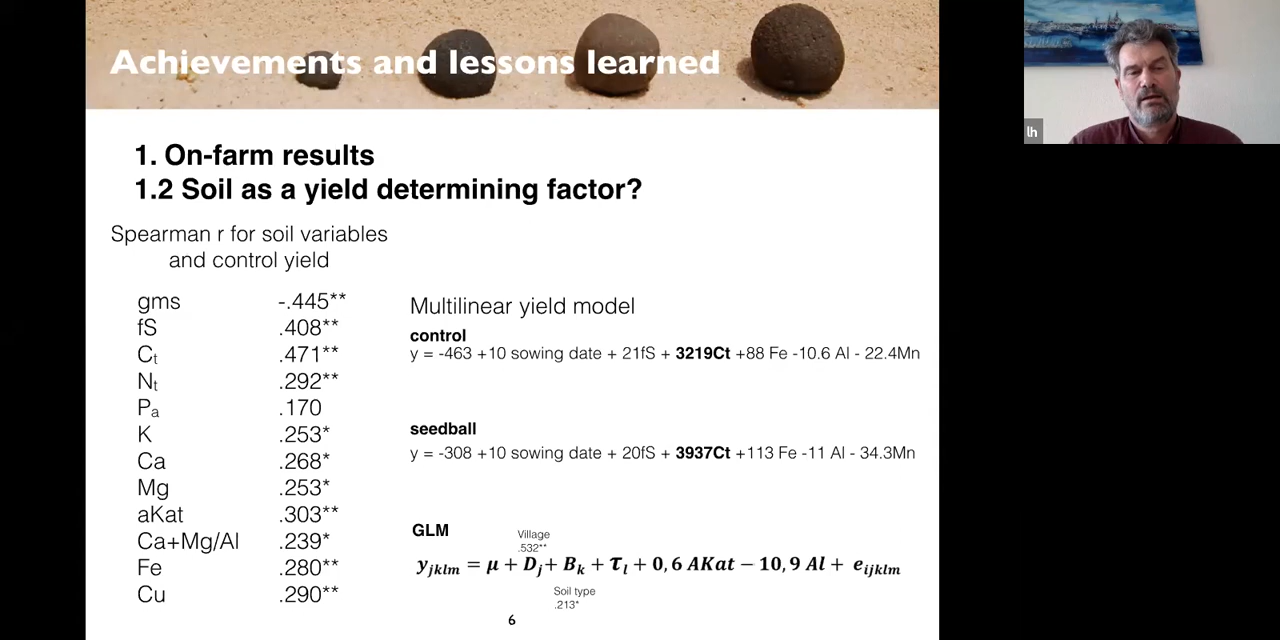 Achievements and lessons learned
lh
1. On-farm results
1.2 Soil as a yield determining factor?
Spearman r for soil variables
and control yield
gms -.445**
fS .408**
Ct .471**
Nt .292**
Pa .170
K .253*
Ca .268*
Mg .253*
aKat .303**
Ca+Mg/Al .239*
Fe .280**
Cu .290**
Multilinear yield model
control
y = -463 +10 sowing date + 21fS + 3219Ct +88 Fe -10.6 Al - 22.4Mn
seedball
y = -308 +10 sowing date + 20fS + 3937Ct +113 Fe -11 Al - 34.3Mn
GLM
Village
.532**
yjklm = μ + Dj+ Bk + τl + 0,6 AKat − 10,9 Al + eijklm
Soil type
.213*
6